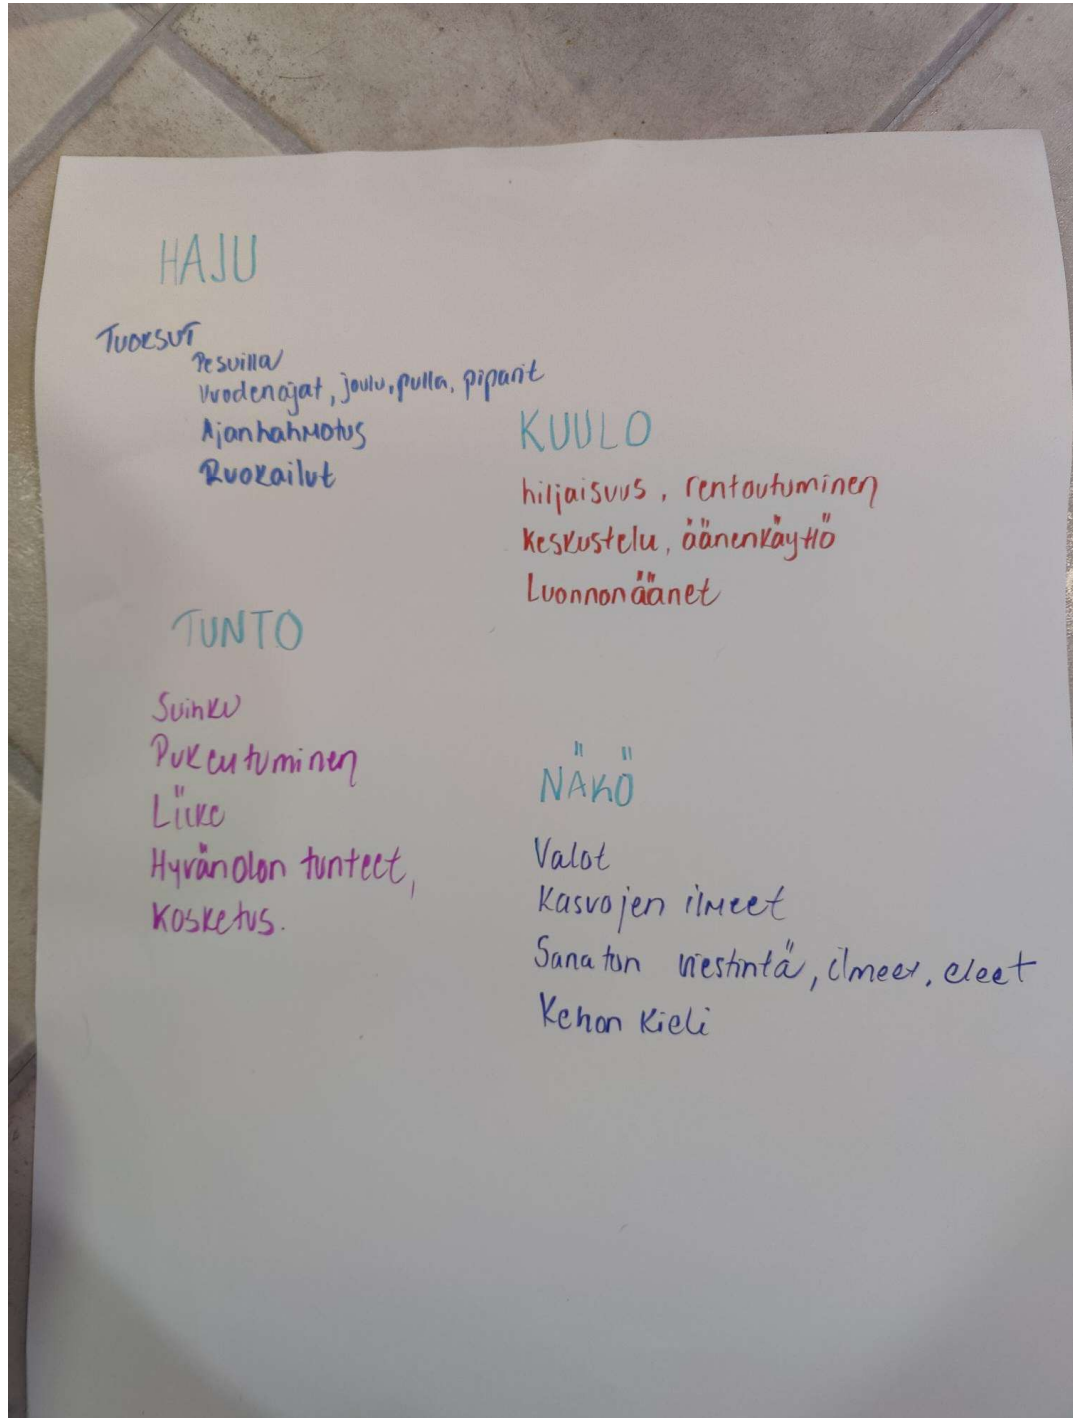 HAJU
TUOKSUT
Pesuilla
Vuodenajat, joulu, pulla, piparit
Ajanhahmotus
Ruokailut
KUULO
hiljaisuus, rentoutuminen
keskustelu, äänenkäyttö
Luonnonäänet
TUNTO
Suihku
Pukeutuminen
Liike
Hyvänolon tunteet,
kosketus.
NÄKÖ
Valot
Kasvojen ilmeet
Sanaton viestintä, ilmeet, eleet
Kehon kieli